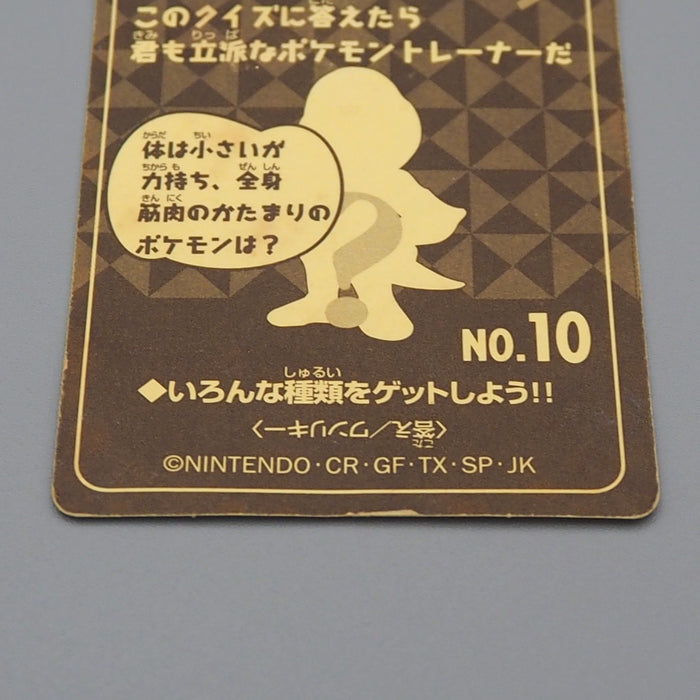 このクイズに答えたら
君も立派なポケモントレーナーだ
体は小さいが
力持ち、全身
筋肉のかたまりの
ポケモンは？
?
NO.10
◆いろんな種類をゲットしよう!!
〈答え／ワンリキー〉
©NINTENDO·CR·GF·TX·SP·JK